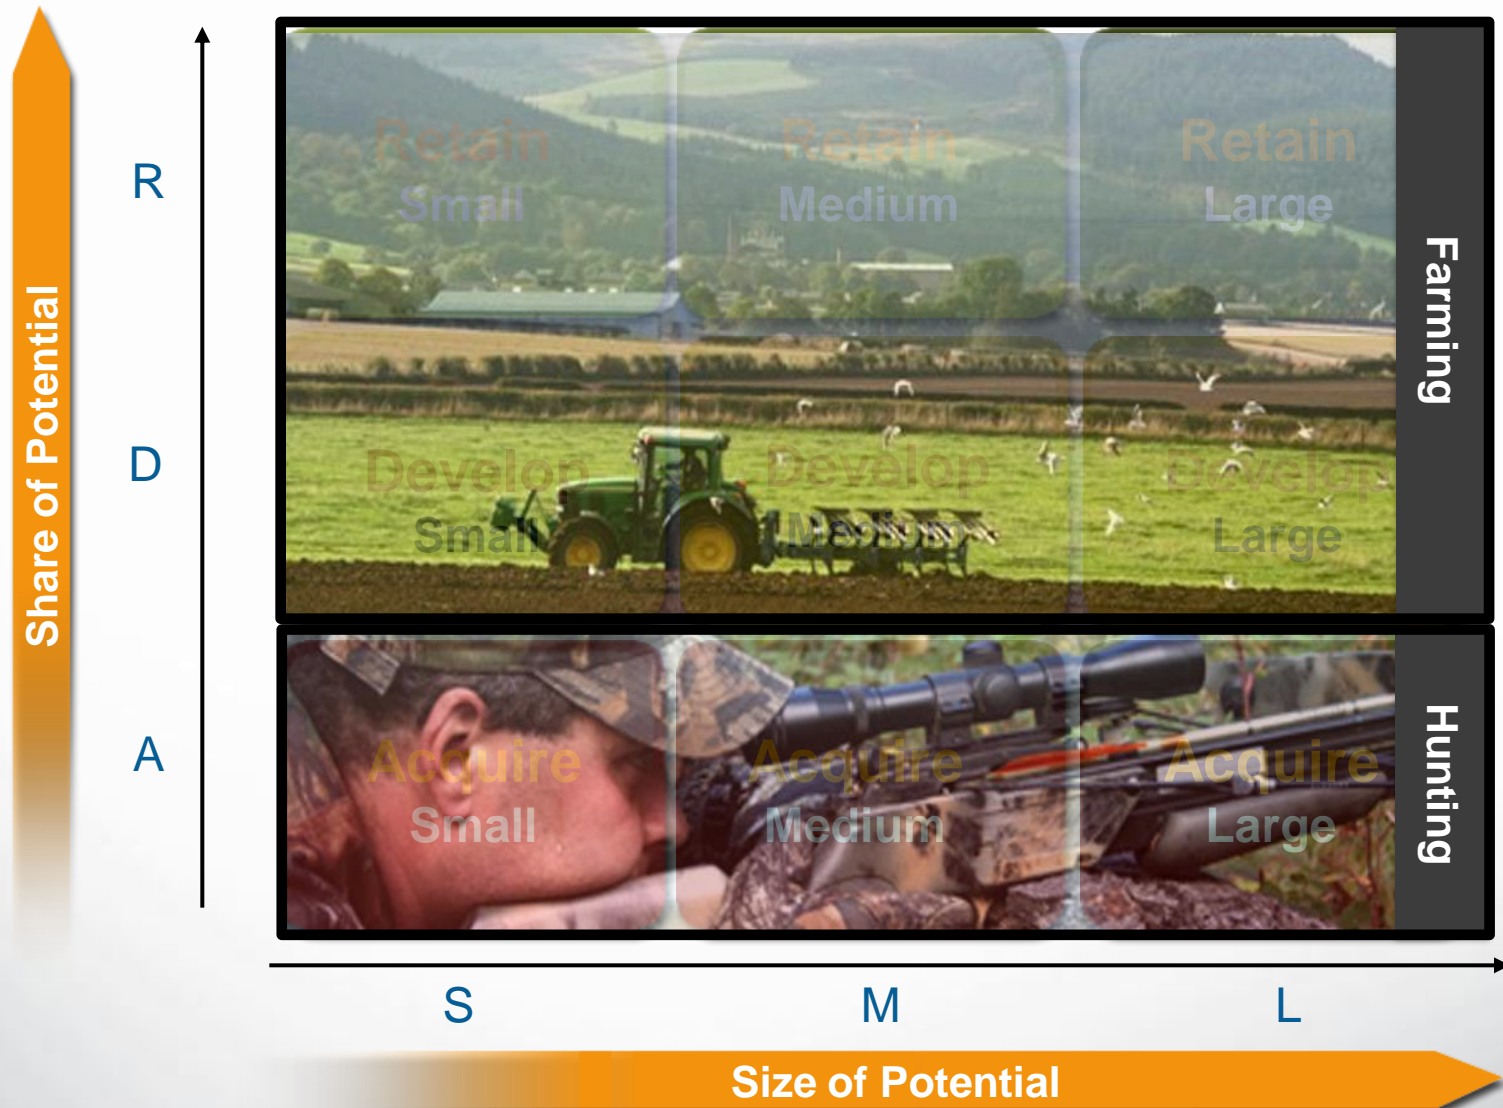 Share of Potential
R
D
A
Retain
Small
Retain
Medium
Retain
Large
Develop
Small
Develop
Medium
Develop
Large
Farming
Acquire
Small
Acquire
Medium
Acquire
Large
Hunting
S
M
L
Size of Potential